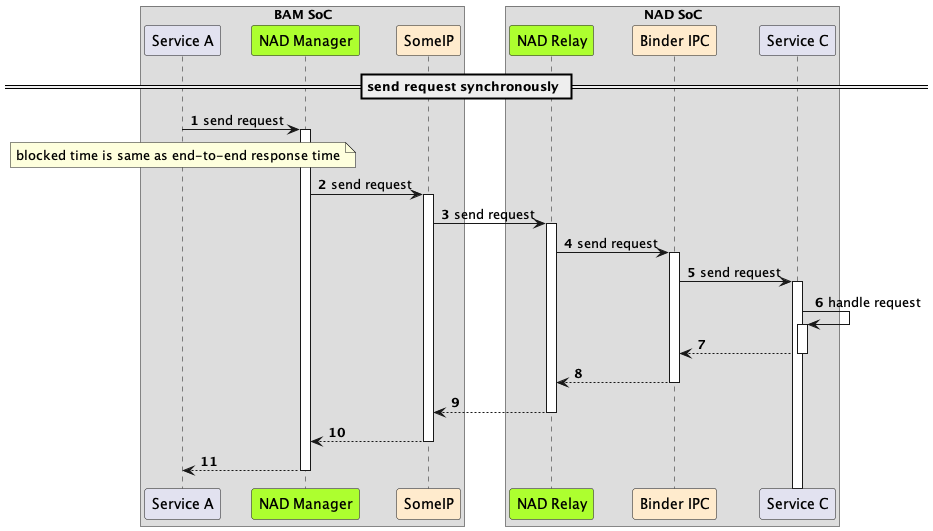 BAM SoC
NAD SoC
Service A
NAD Manager
SomeIP
NAD Relay
Binder IPC
Service C
send request synchronously
1 send request
blocked time is same as end-to-end response time
2 send request
3 send request
4 send request
5 send request
6 handle request
7
8
9
10
11
Service A
NAD Manager
SomeIP
NAD Relay
Binder IPC
Service C